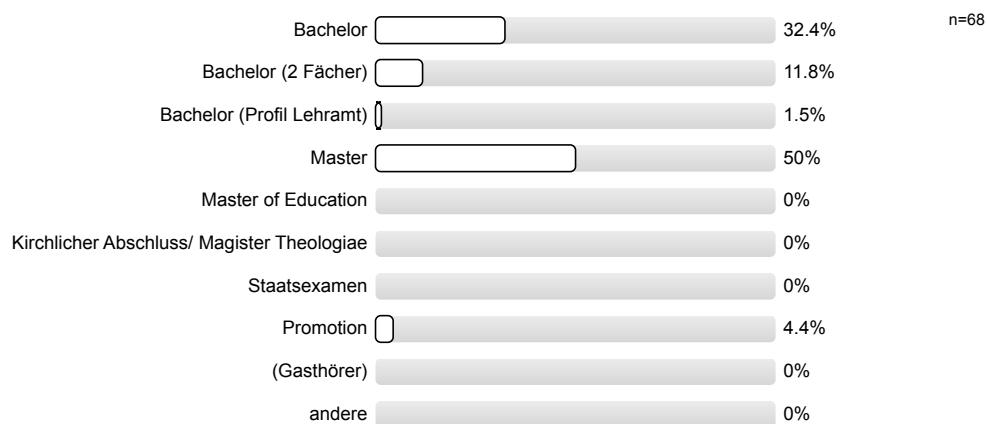 n=68
Bachelor 32.4%
Bachelor (2 Fächer) 11.8%
Bachelor (Profil Lehramt) 1.5%
Master 50%
Master of Education 0%
Kirchlicher Abschluss/ Magister Theologiae 0%
Staatsexamen 0%
Promotion 4.4%
(Gasthörer) 0%
andere 0%